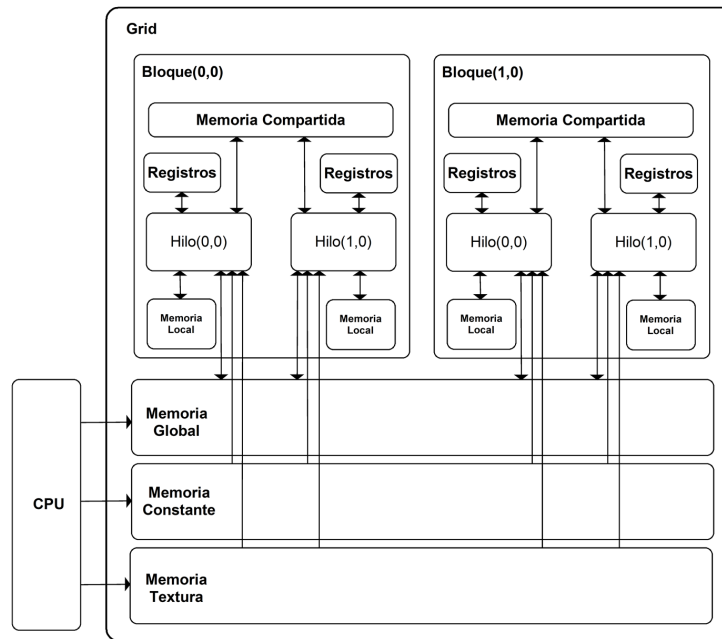 Grid
Bloque(0,0)
Memoria Compartida
Registros
Registros
Hilo(0,0)
Hilo(1,0)
Memoria
Local
Memoria
Local
Bloque(1,0)
Memoria Compartida
Registros
Registros
Hilo(0,0)
Hilo(1,0)
Memoria
Local
Memoria
Local
CPU
Memoria
Global
Memoria
Constante
Memoria
Textura